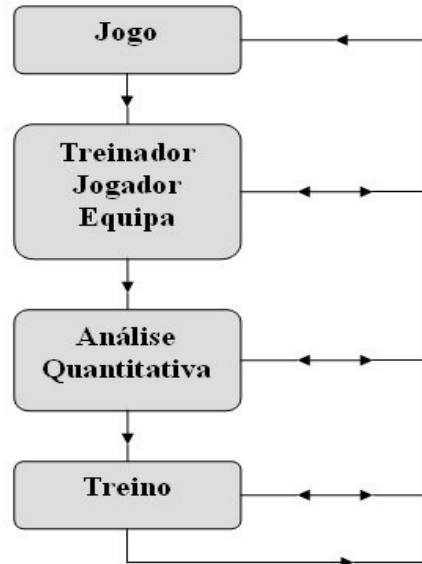 Jogo
Treinador
Jogador
Equipa
Análise
Quantitativa
Treino